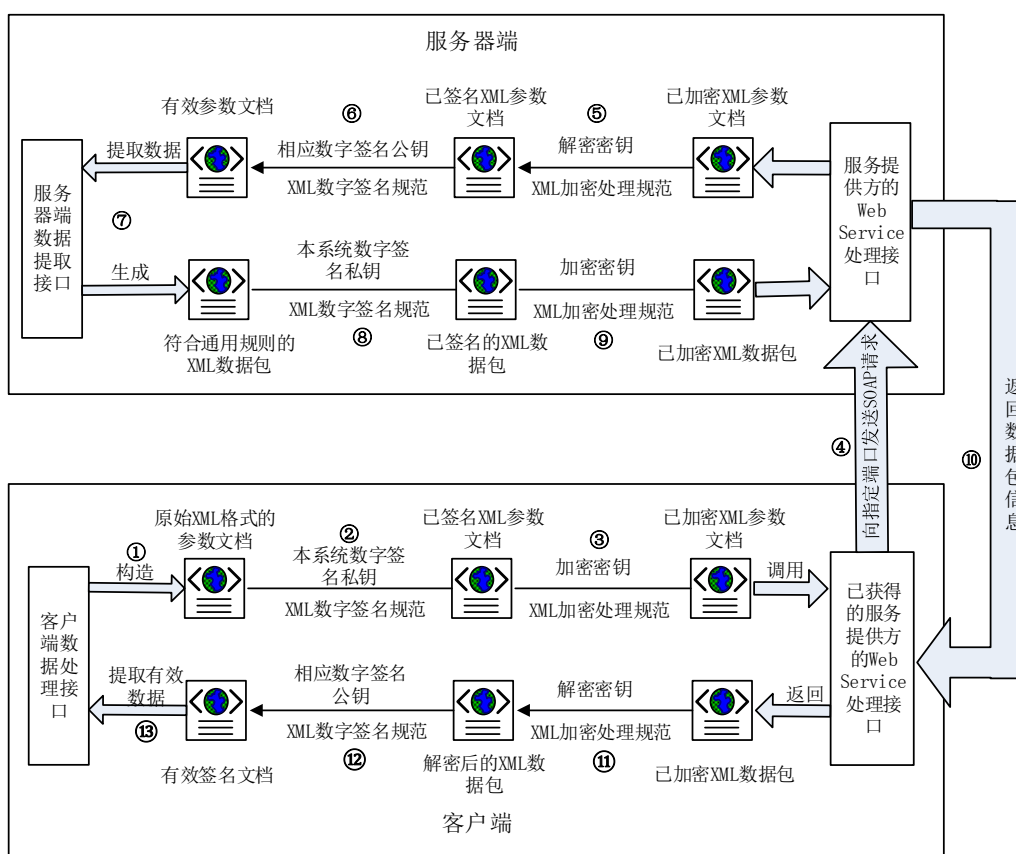 服务器端
有效参数文档
⑥
已签名XML参数
文档
⑤
已加密XML参数
文档
提取数据
相应数字签名公钥
XML数字签名规范
解密密钥
XML加密处理规范
服务
器端
数据
提取
接口
⑦
服务提
供方的
Web
Service
处理接
口
生成
本系统数字签
名私钥
XML数字签名规范
⑧
加密密钥
XML加密处理规范
⑨
符合通用规则的
XML数据包
已签名的XML数
据包
已加密XML数据包
④
向指定端口发送SOAP请求
⑩
返回数据包信息
①
构造
原始XML格式的
参数文档
②
本系统数字签
名私钥
XML数字签名规范
已签名XML参数
文档
③
加密密钥
XML加密处理规范
已加密XML参数
文档
调用
客户
端数
据处
理接
口
已获得
的服务
提供方
的Web
Service
处理接
口
提取有效
数据
⑬
相应数字签名
公钥
XML数字签名规范
⑫
解密密钥
XML加密处理规范
⑪
返回
有效签名文档
解密后的XML数
据包
已加密XML数据包
客户端